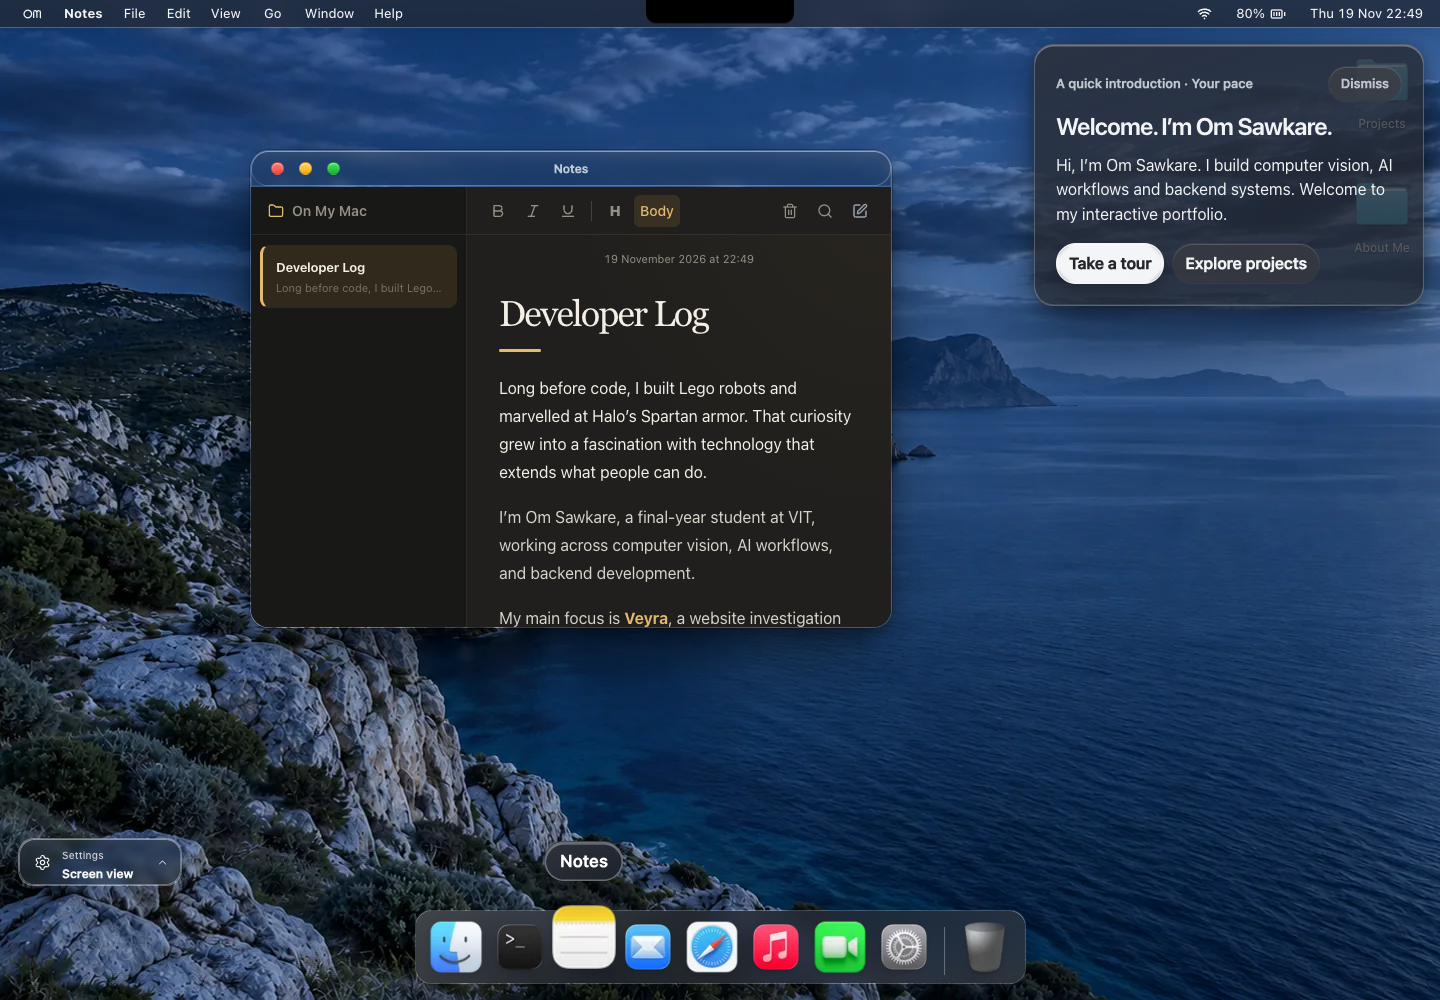 Om Notes File Edit View Go Window Help
80% Thu 19 Nov 22:49
A quick introduction · Your pace
Dismiss
Projects
Welcome. I'm Om Sawkare.
Hi, I'm Om Sawkare. I build computer vision, AI
workflows and backend systems. Welcome to
my interactive portfolio.
About Me
Take a tour
Explore projects
Notes
On My Mac
B I U H Body
Developer Log
Long before code, I built Lego...
19 November 2026 at 22:49
Developer Log
Long before code, I built Lego robots and
marvelled at Halo's Spartan armor. That curiosity
grew into a fascination with technology that
extends what people can do.
I'm Om Sawkare, a final-year student at VIT,
working across computer vision, AI workflows,
and backend development.
My main focus is Veyra, a website investigation
Settings
Screen view
Notes
>_